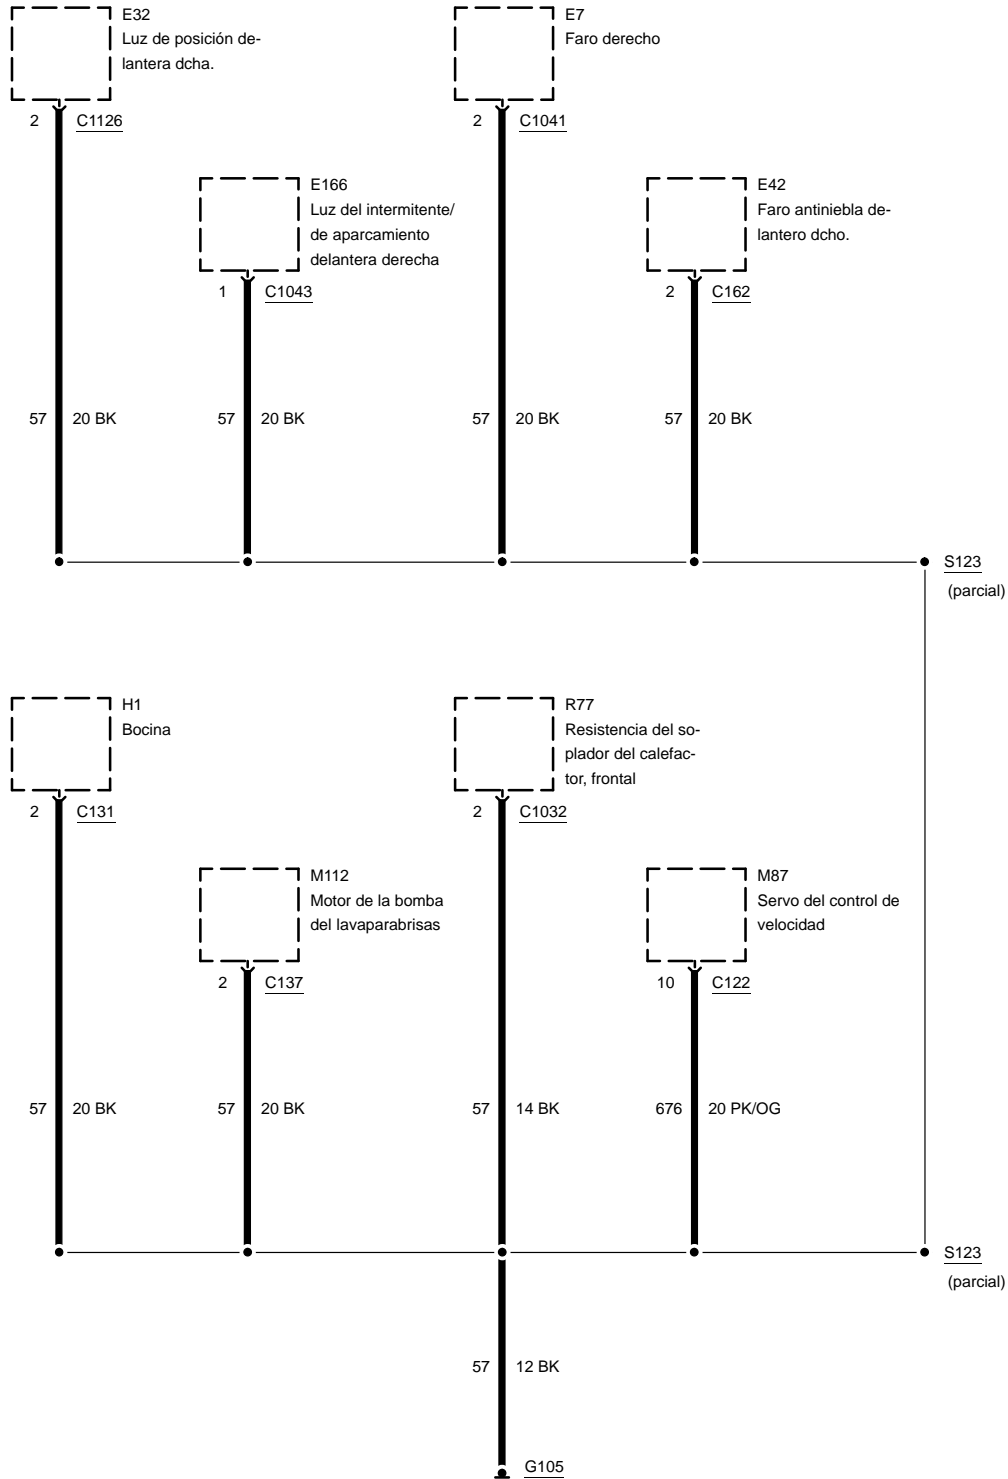 E32
Luz de posición de-
lantera dcha.
2 C1126
E7
Faro derecho
2 C1041
E166
Luz del intermitente/
de aparcamiento
delantera derecha
1 C1043
E42
Faro antiniebla de-
lantero dcho.
2 C162
57 20 BK
57 20 BK
57 20 BK
57 20 BK
S123
(parcial)
H1
Bocina
2 C131
R77
Resistencia del so-
plador del calefac-
tor, frontal
2 C1032
M112
Motor de la bomba
del lavaparabrisas
2 C137
M87
Servo del control de
velocidad
10 C122
57 20 BK
57 20 BK
57 14 BK
676 20 PK/OG
S123
(parcial)
57 12 BK
G105